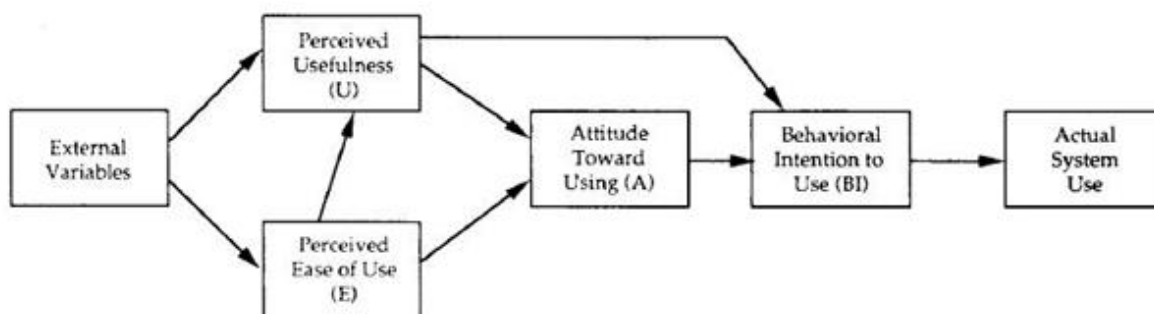 Perceived
Usefulness
(U)
External
Variables
Perceived
Ease of Use
(E)
Attitude
Toward
Using (A)
Behavioral
Intention to
Use (BI)
Actual
System
Use